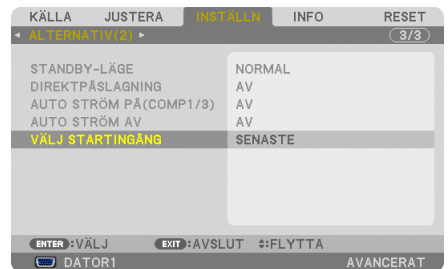 KÄLLA JUSTERA INSTÄLLN INFO RESET
ALTERNATIV(2) 3/3
STANDBY-LÄGE NORMAL
DIREKTPÅSLAGNING AV
AUTO STRÖM PÅ(COMP1/3) AV
AUTO STRÖM AV AV
VÄLJ STARTINGÅNG SENASTE
ENTER :VÄLJ EXIT :AVSLUT :FLYTTA
DATOR1 AVANCERAT